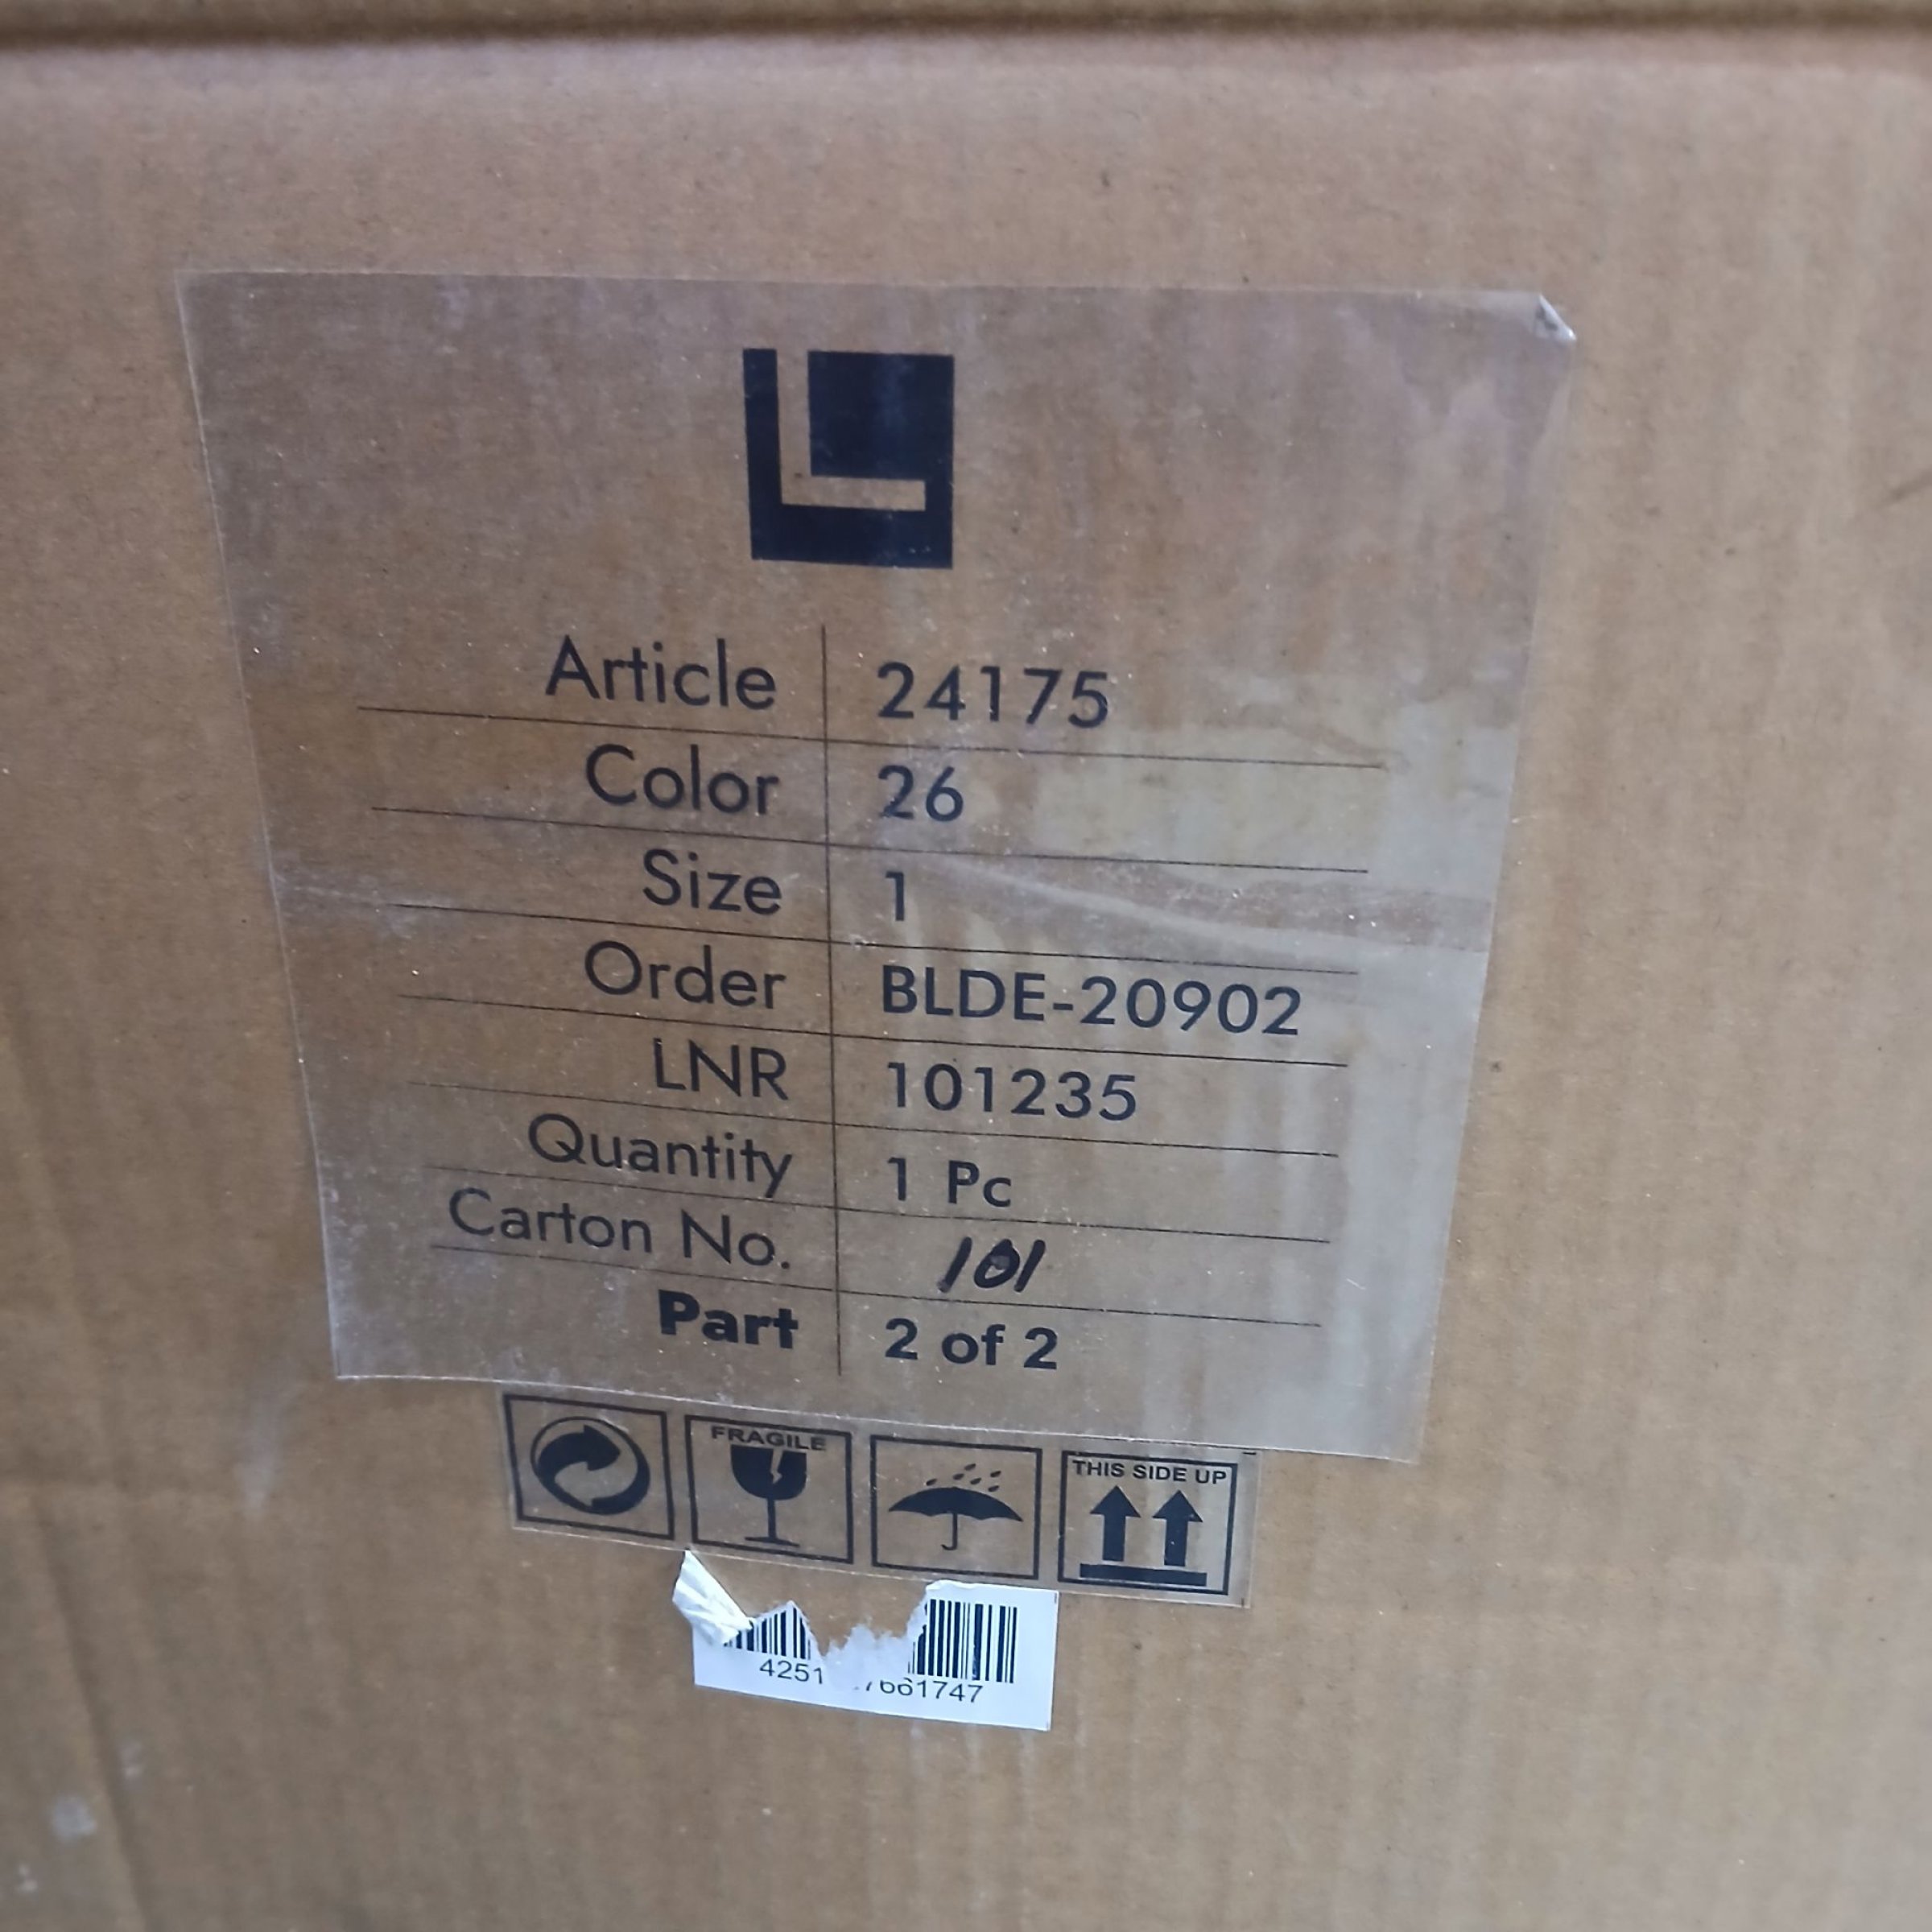 Article 24175
Color 26
Size 1
Order BLDE-20902
LNR 101235
Quantity 1 Pc
Carton No. 101
Part 2 of 2
FRAGILE
THIS SIDE UP
4251 7661747